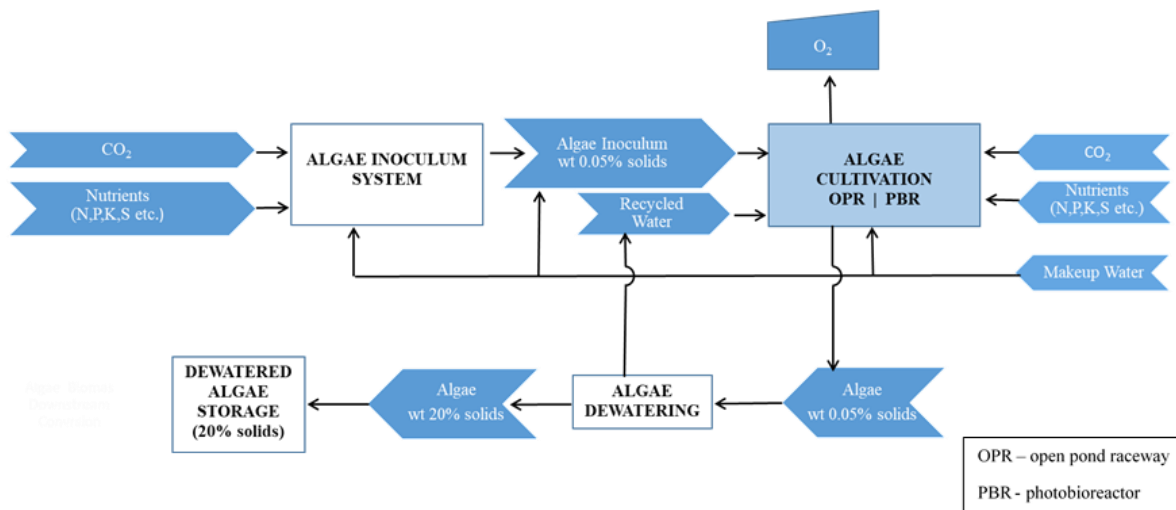 O₂
CO₂
Nutrients
(N,P,K,S etc.)
ALGAE INOCULUM
SYSTEM
Algae Inoculum
wt 0.05% solids
Recycled
Water
ALGAE
CULTIVATION
OPR | PBR
CO₂
Nutrients
(N,P,K,S etc.)
Makeup Water
DEWATERED
ALGAE
STORAGE
(20% solids)
Algae
wt 20% solids
ALGAE
DEWATERING
Algae
wt 0.05% solids
OPR – open pond raceway
PBR - photobioreactor